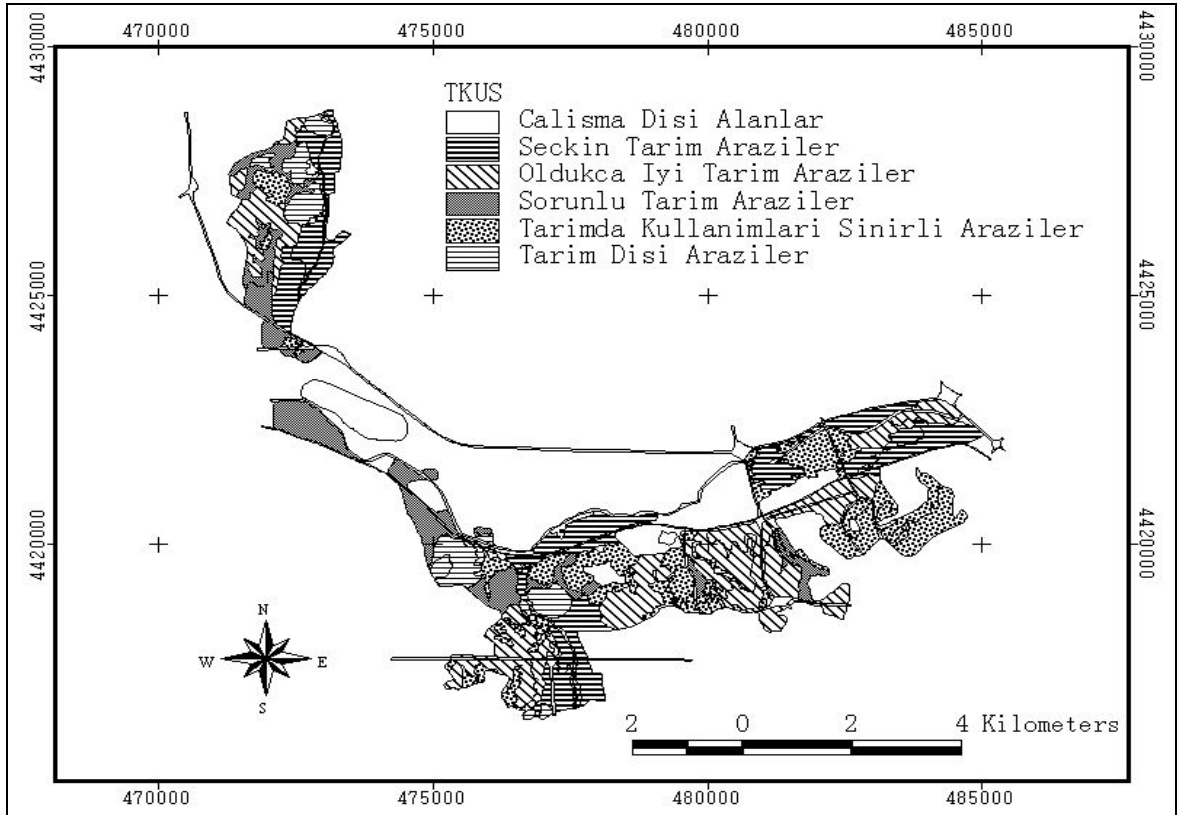 470000 475000 480000 485000
4430000 4430000
TKUS
Calisma Disi Alanlar
Seckin Tarim Araziler
Oldukca Iyi Tarim Araziler
Sorunlu Tarim Araziler
Tarimda Kullanimlari Sinirli Araziler
Tarim Disi Araziler
4425000 4425000
4420000 4420000
N
W E
S
2 0 2 4 Kilometers
470000 475000 480000 485000